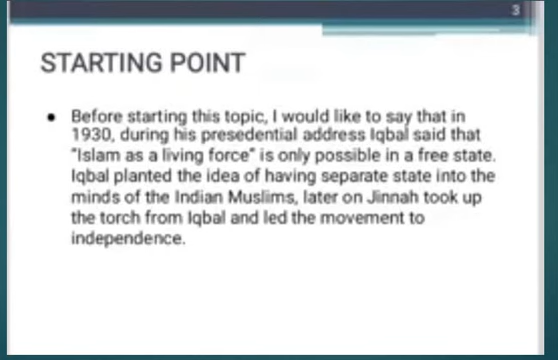 3
STARTING POINT
• Before starting this topic, I would like to say that in
1930, during his presedential address Iqbal said that
"Islam as a living force" is only possible in a free state.
Iqbal planted the idea of having separate state into the
minds of the Indian Muslims, later on Jinnah took up
the torch from Iqbal and led the movement to
independence.